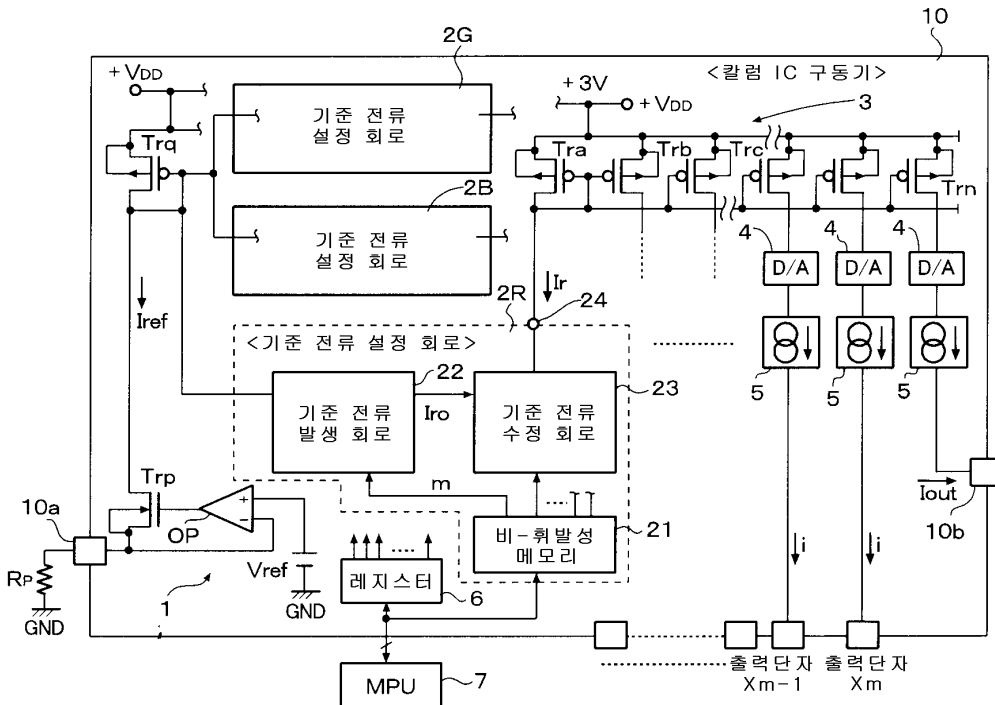 10
2G
<칼럼 IC 구동기>
+VDD
+3V
+VDD
3
기준 전류
설정 회로
Trq
Tra
Trb
Trc
Trn
2B
기준 전류
설정 회로
4
4
4
D/A
D/A
D/A
Iref
Ir
2R
24
<기준 전류 설정 회로>
5
5
5
22
23
기준 전류
발생 회로
Iro
기준 전류
수정 회로
Trp
m
10a
OP
+
−
Vref
GND
RP
GND
1
비-휘발성
메모리
21
레지스터
6
Iout
10b
i
i
MPU
7
출력단자
Xm-1
출력단자
Xm